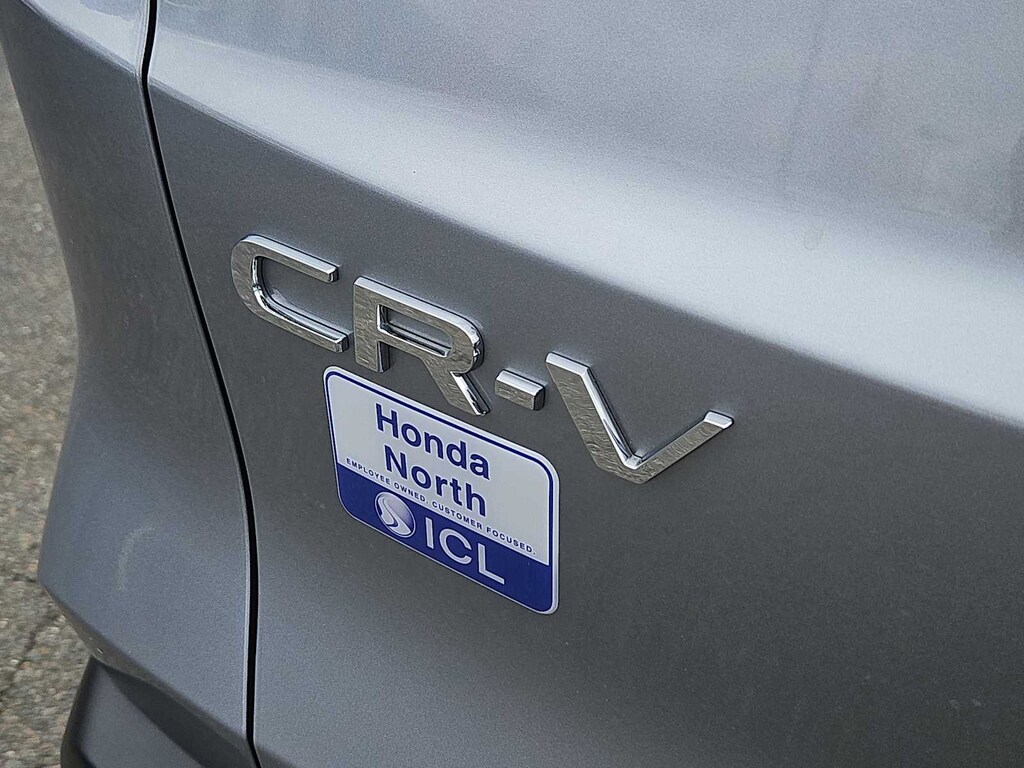 CR-V
Honda
North
EMPLOYEE OWNED. CUSTOMER FOCUSED.
ICL